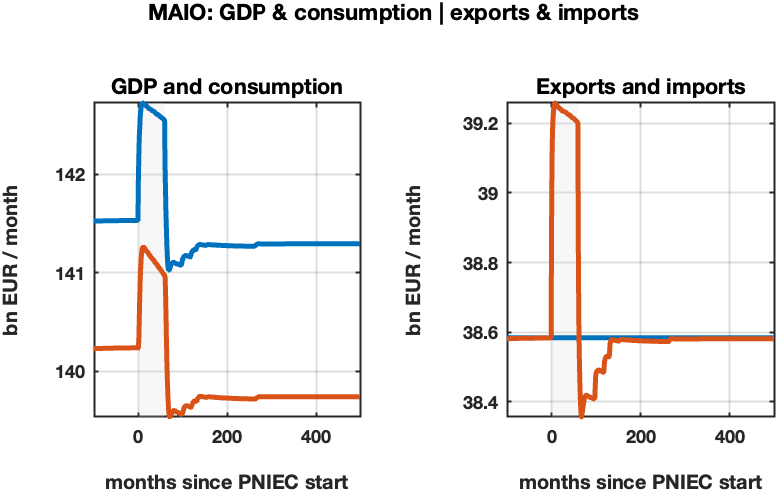 MAIO: GDP & consumption | exports & imports
GDP and consumption
bn EUR / month
142
141
140
0 200 400
months since PNIEC start
Exports and imports
bn EUR / month
39.2
39
38.8
38.6
38.4
0 200 400
months since PNIEC start